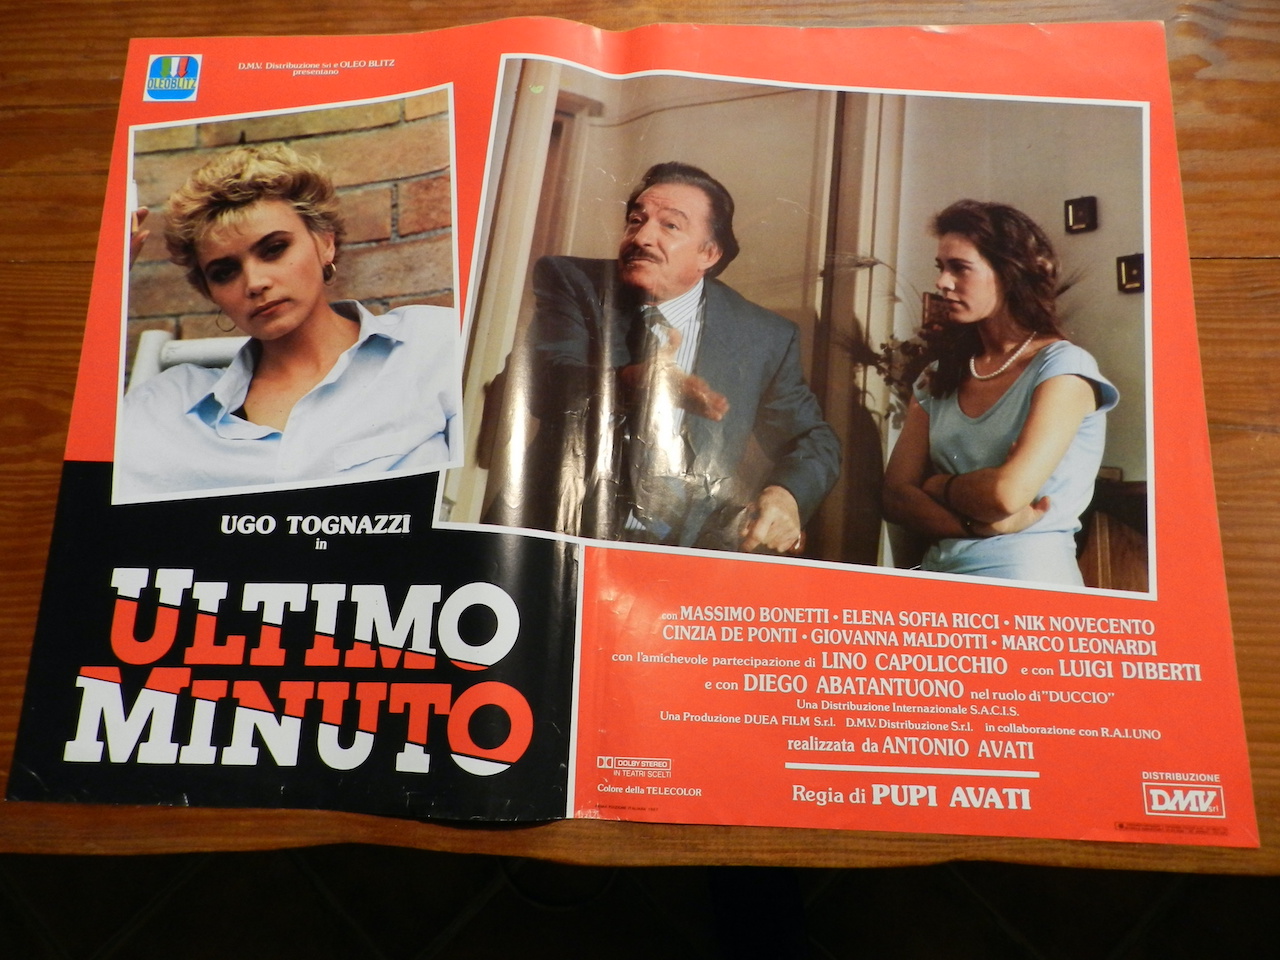 OLEOBLITZ
D.M.V. Distribuzione Srl e OLEO BLITZ
presentano
UGO TOGNAZZI
in
ULTIMO
MINUTO
con MASSIMO BONETTI • ELENA SOFIA RICCI • NIK NOVECENTO
CINZIA DE PONTI • GIOVANNA MALDOTTI • MARCO LEONARDI
con l'amichevole partecipazione di LINO CAPOLICCHIO e con LUIGI DIBERTI
e con DIEGO ABATANTUONO nel ruolo di "DUCCIO"
Una Distribuzione Internazionale S.A.C.I.S.
Una Produzione DUEA FILM S.r.l. D.M.V. Distribuzione S.r.l. in collaborazione con R.A.I. UNO
realizzata da ANTONIO AVATI
DOLBY STEREO
IN TEATRI SCELTI
Colore della TELECOLOR
Regia di PUPI AVATI
DISTRIBUZIONE
DMV srl